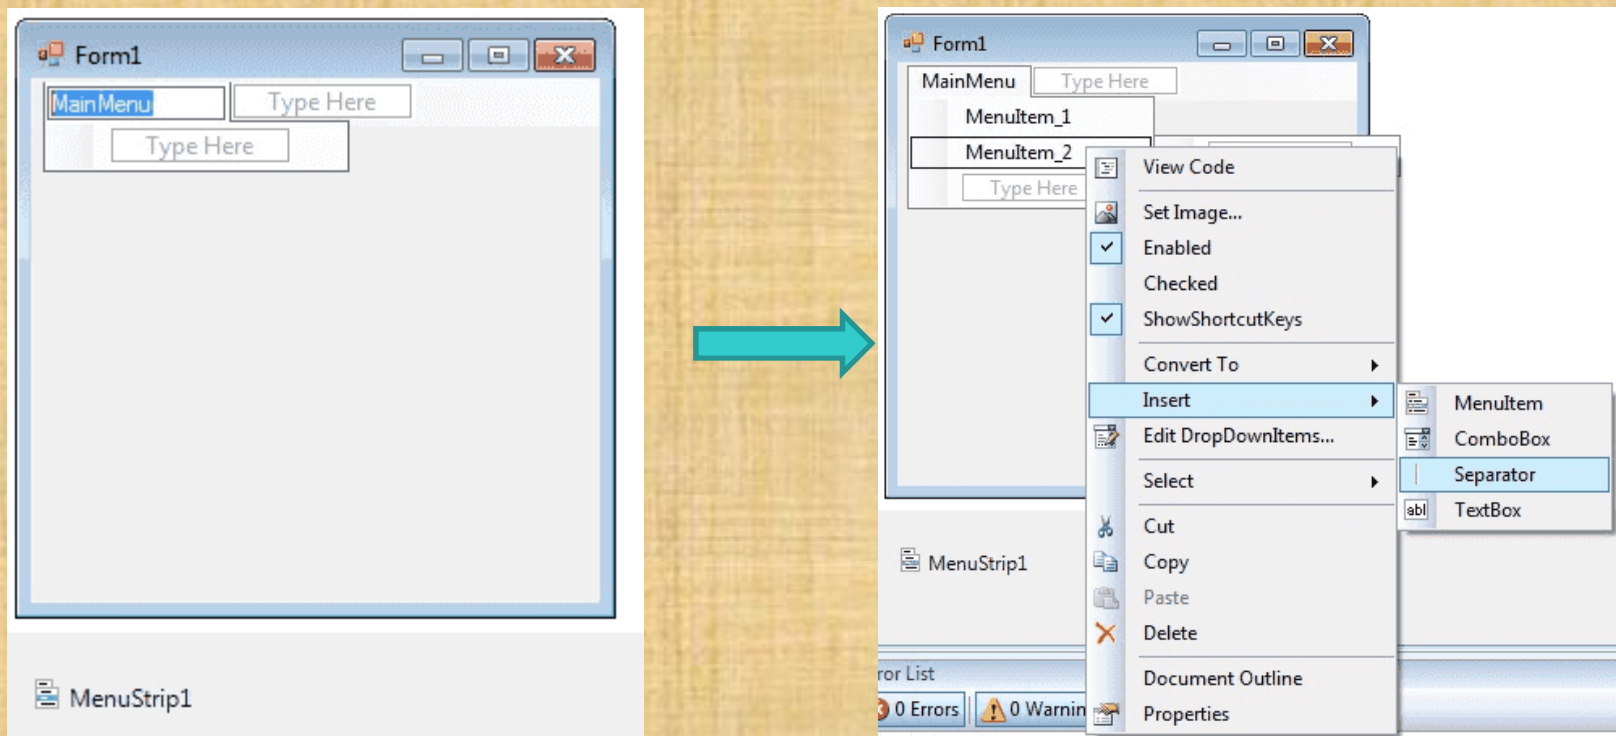 Form1
MainMenu
Type Here
Type Here
MenuStrip1
Form1
MainMenu
Type Here
MenuItem_1
MenuItem_2
Type Here
View Code
Set Image...
Enabled
Checked
ShowShortcutKeys
Convert To
Insert
Edit DropDownItems...
Select
Cut
Copy
Paste
Delete
Document Outline
Properties
MenuItem
ComboBox
Separator
abl TextBox
MenuStrip1
ror List
0 Errors
0 Warnin